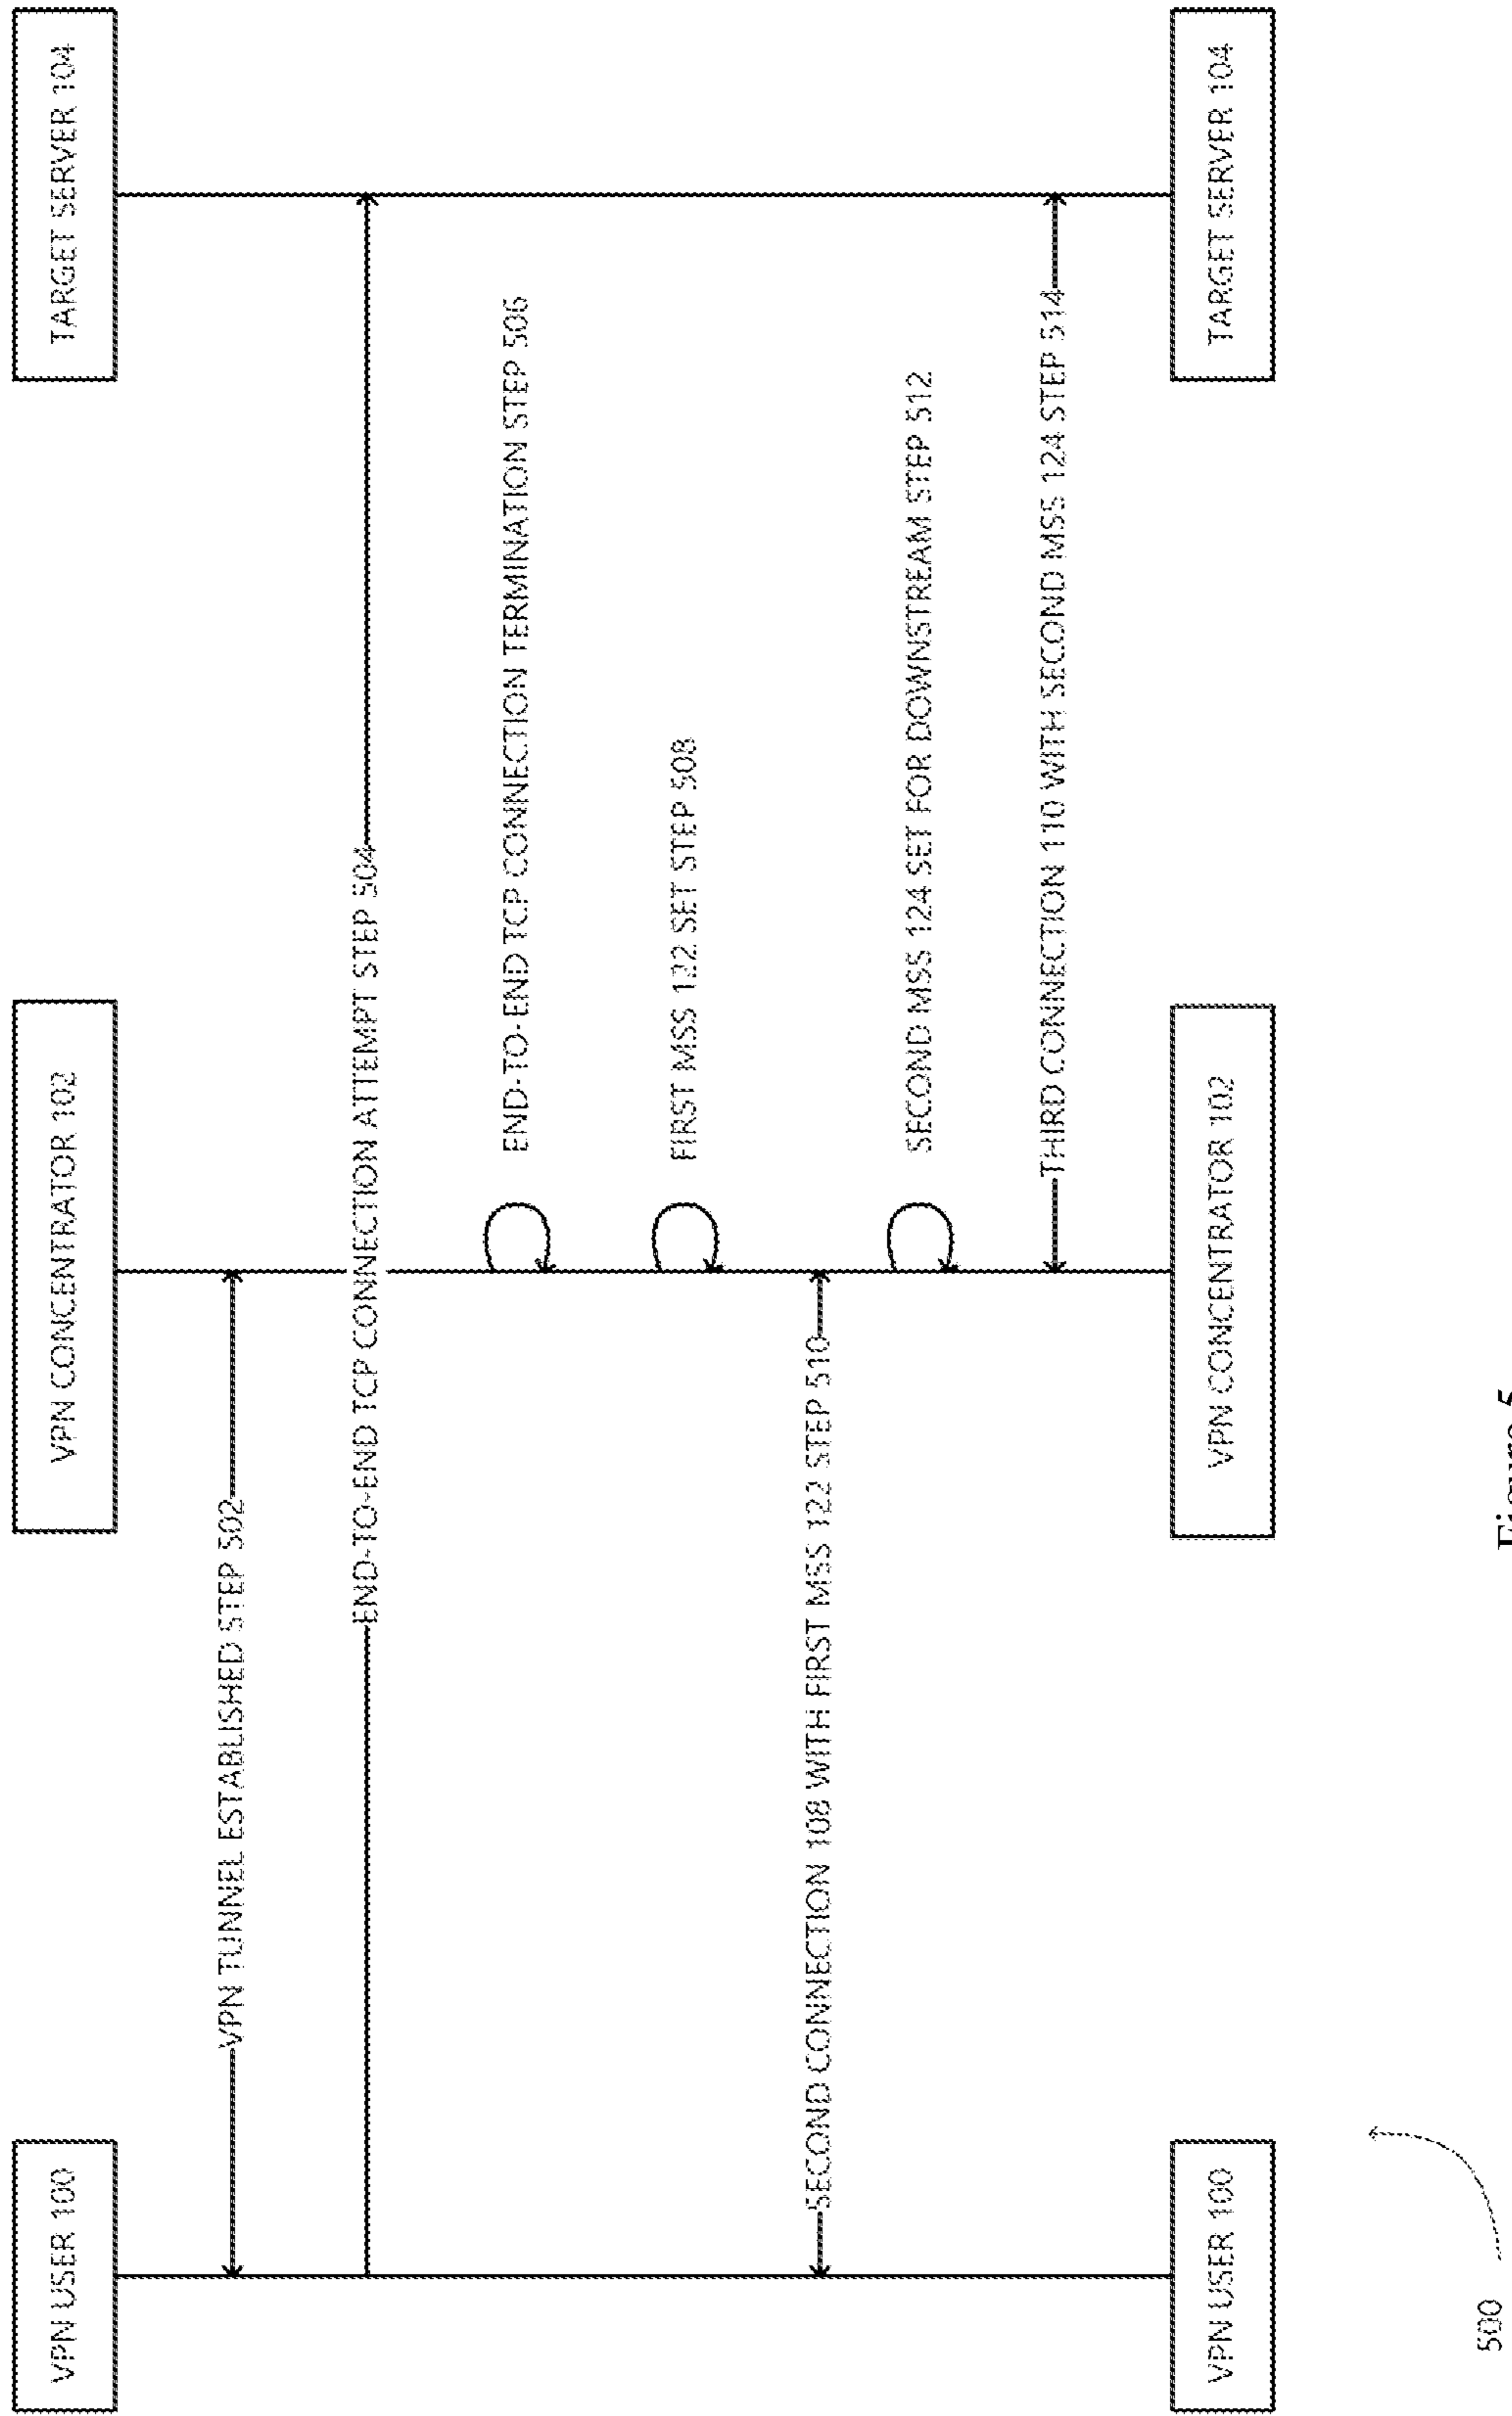 VPN USER 100
VPN CONCENTRATOR 102
TARGET SERVER 104
VPN TUNNEL ESTABLISHED STEP 502
END-TO-END TCP CONNECTION ATTEMPT STEP 504
END-TO-END TCP CONNECTION TERMINATION STEP 506
FIRST MSS 122 SET STEP 508
SECOND CONNECTION 108 WITH FIRST MSS 122 STEP 510
SECOND MSS 124 SET FOR DOWNSTREAM STEP 512
THIRD CONNECTION 110 WITH SECOND MSS 124 STEP 514
VPN USER 100
VPN CONCENTRATOR 102
TARGET SERVER 104
500
Figure 5